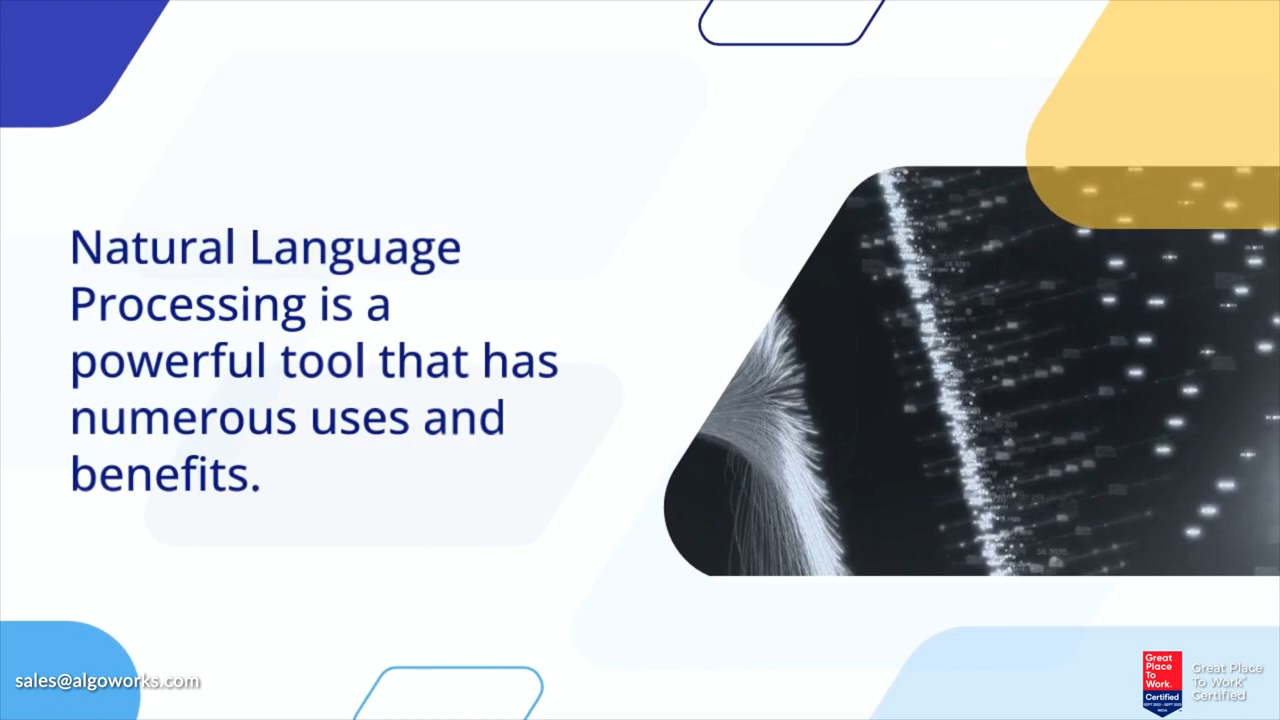 Natural Language
Processing is a
powerful tool that has
numerous uses and
benefits.
sales@algoworks.com
Great
Place
To
Work.
Certified
INDIA
Great Place
To Work®
Certified